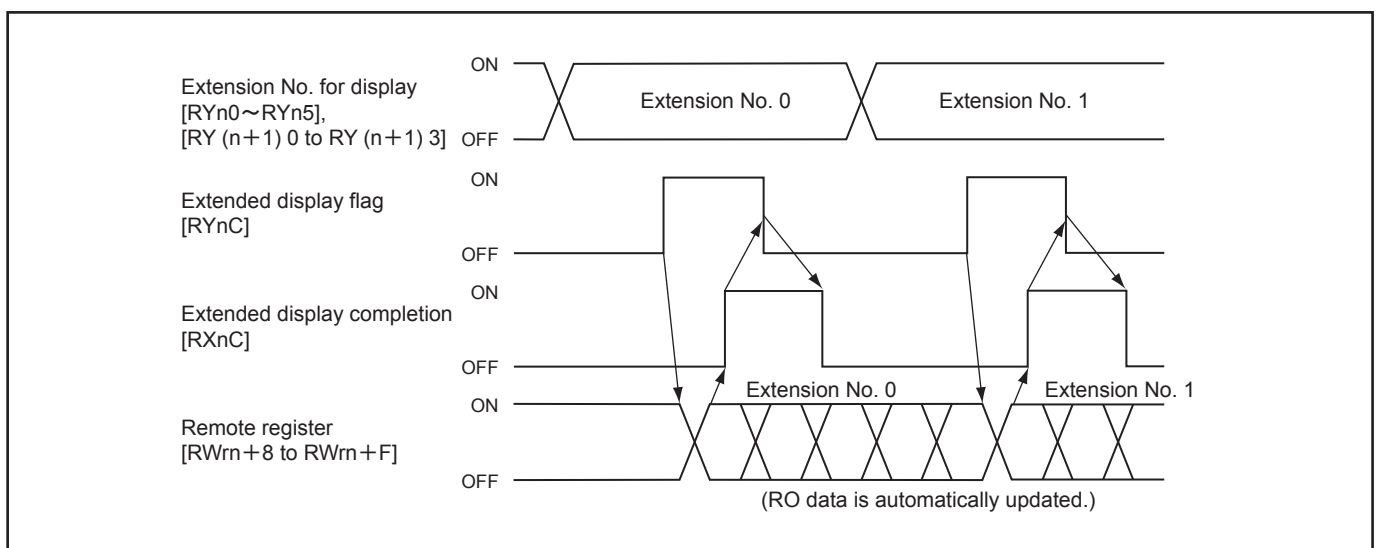 ON
Extension No. for display
[RYn0～RYn5],
[RY (n＋1) 0 to RY (n＋1) 3]
OFF
Extension No. 0
Extension No. 1
ON
Extended display flag
[RYnC]
OFF
ON
Extended display completion
[RXnC]
OFF
Extension No. 0
Extension No. 1
ON
Remote register
[RWrn＋8 to RWrn＋F]
OFF
(RO data is automatically updated.)